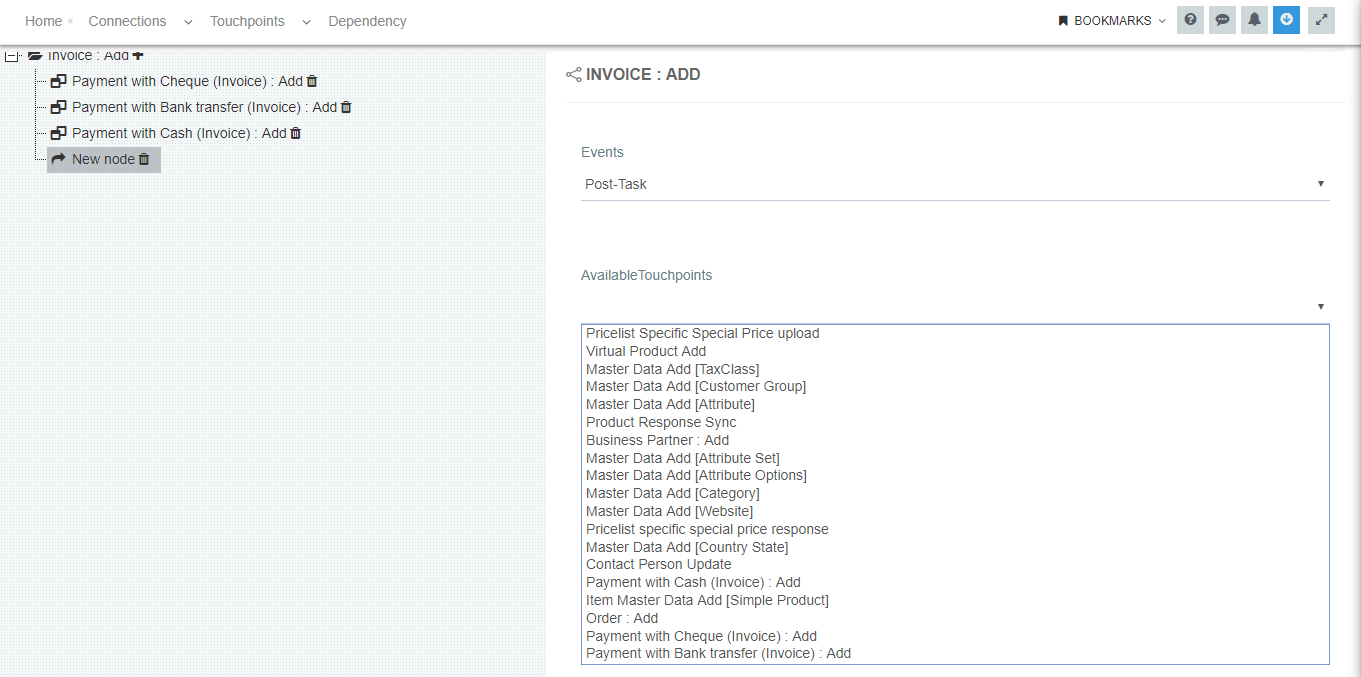 Home Connections Touchpoints Dependency BOOKMARKS
Invoice : Add
Payment with Cheque (Invoice) : Add
Payment with Bank transfer (Invoice) : Add
Payment with Cash (Invoice) : Add
New node
INVOICE : ADD
Events
Post-Task
AvailableTouchpoints
Pricelist Specific Special Price upload
Virtual Product Add
Master Data Add [TaxClass]
Master Data Add [Customer Group]
Master Data Add [Attribute]
Product Response Sync
Business Partner : Add
Master Data Add [Attribute Set]
Master Data Add [Attribute Options]
Master Data Add [Category]
Master Data Add [Website]
Pricelist specific special price response
Master Data Add [Country State]
Contact Person Update
Payment with Cash (Invoice) : Add
Item Master Data Add [Simple Product]
Order : Add
Payment with Cheque (Invoice) : Add
Payment with Bank transfer (Invoice) : Add